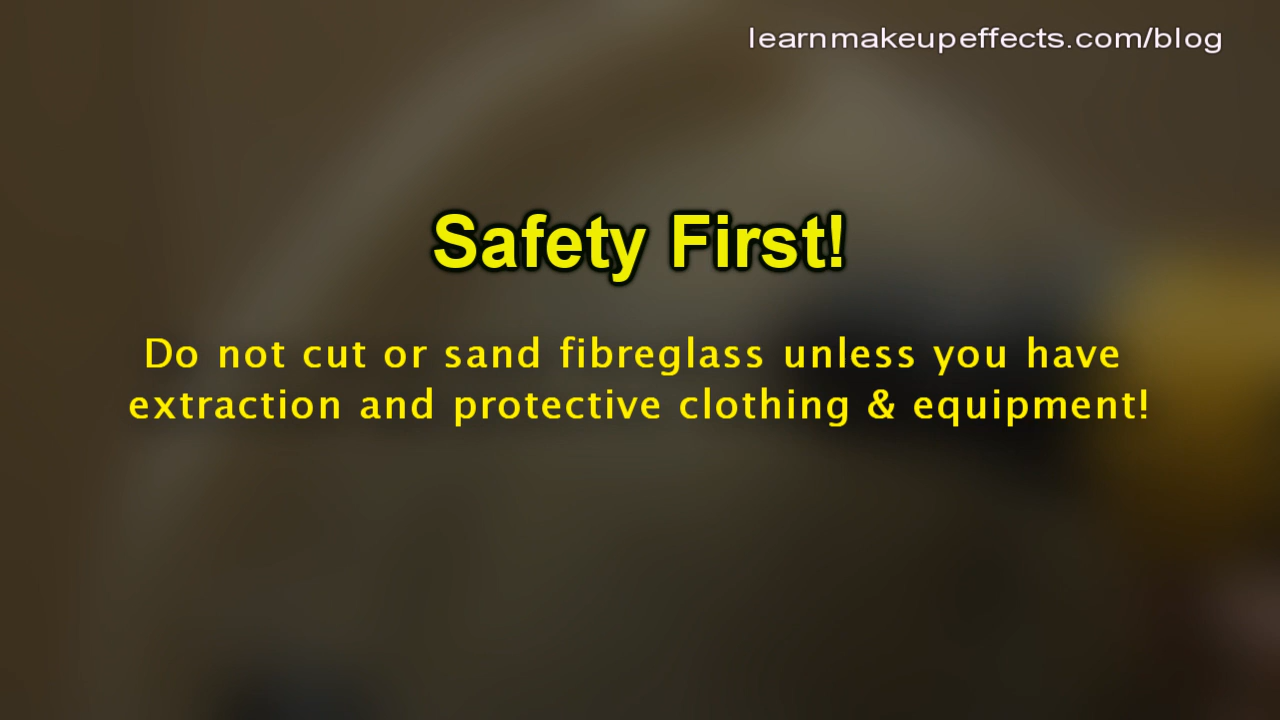 learnmakeupeffects.com/blog
Safety First!
Do not cut or sand fibreglass unless you have
extraction and protective clothing & equipment!